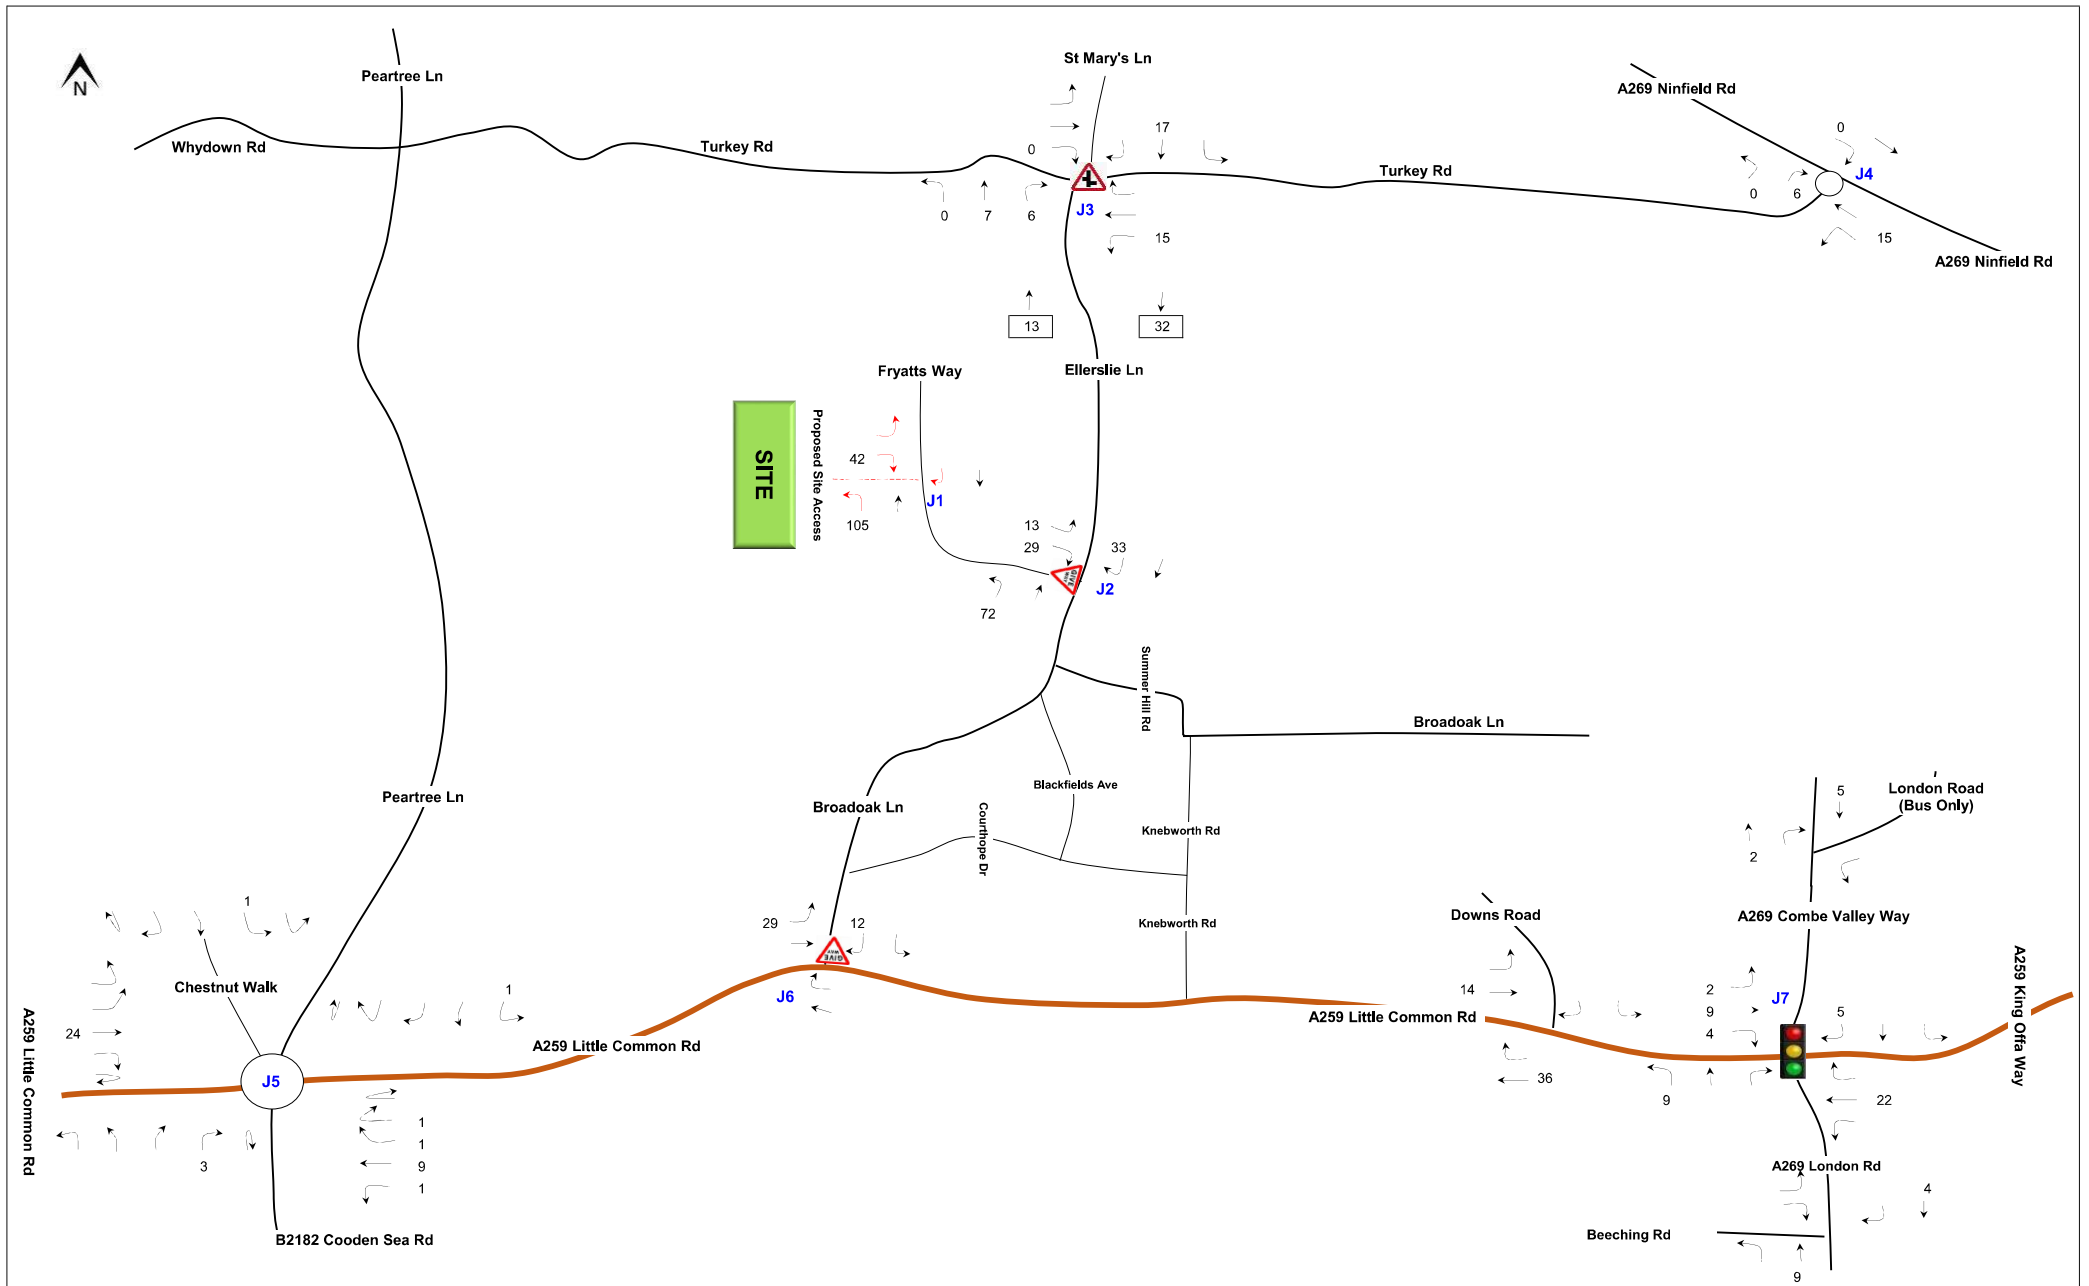 St Mary's Ln
Peartree Ln
A269 Ninfield Rd
N
17
0
Whydown Rd
Turkey Rd
0
Turkey Rd
J4
0
6
J3
0
7
6
15
15
A269 Ninfield Rd
13
32
Fryatts Way
Ellerslie Ln
SITE
Proposed Site Access
42
J1
105
13
29
33
GIVE
WAY
J2
72
Summer Hill Rd
Broadoak Ln
Blackfields Ave
Peartree Ln
Broadoak Ln
Courthope Dr
Knebworth Rd
5
London Road
(Bus Only)
2
1
29
12
Knebworth Rd
Downs Road
A269 Combe Valley Way
GIVE
WAY
Chestnut Walk
J6
14
2
9
4
J7
5
A259 King Offa Way
A259 Little Common Rd
24
1
A259 Little Common Rd
A259 Little Common Rd
J5
36
9
22
1
1
9
1
3
A269 London Rd
4
B2182 Cooden Sea Rd
Beeching Rd
9